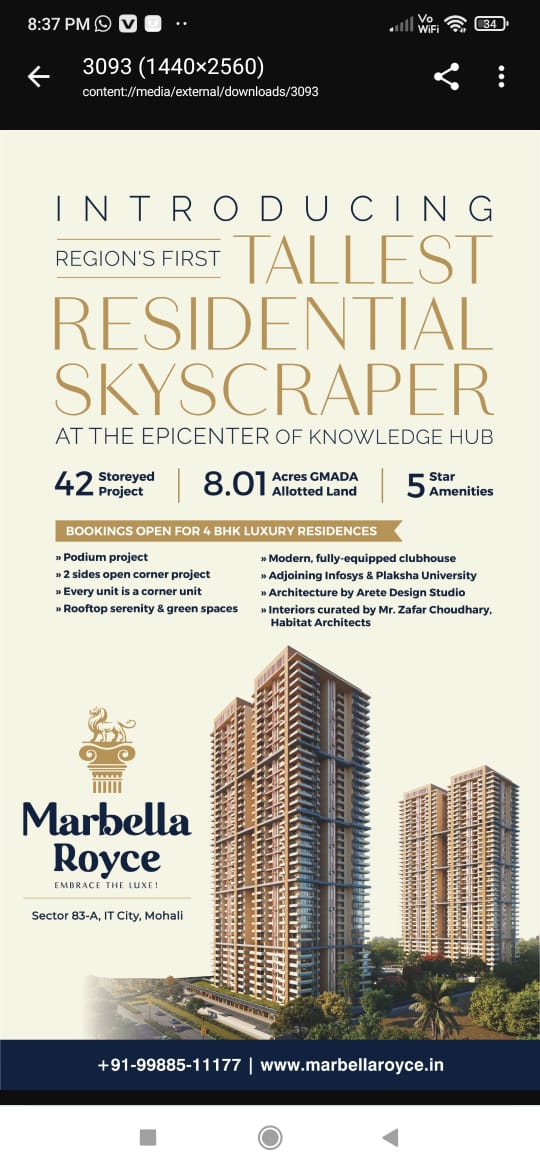 8:37 PM
Vo
WiFi
34
3093 (1440×2560)
content://media/external/downloads/3093
INTRODUCING
REGION'S FIRST TALLEST
RESIDENTIAL
SKYSCRAPER
AT THE EPICENTER OF KNOWLEDGE HUB
42 Storeyed Project
8.01 Acres GMADA Allotted Land
5 Star Amenities
BOOKINGS OPEN FOR 4 BHK LUXURY RESIDENCES
» Podium project
» 2 sides open corner project
» Every unit is a corner unit
» Rooftop serenity & green spaces
» Modern, fully-equipped clubhouse
» Adjoining Infosys & Plaksha University
» Architecture by Arete Design Studio
» Interiors curated by Mr. Zafar Choudhary,
Habitat Architects
Marbella
Royce
EMBRACE THE LUXE!
Sector 83-A, IT City, Mohali
+91-99885-11177 | www.marbellaroyce.in